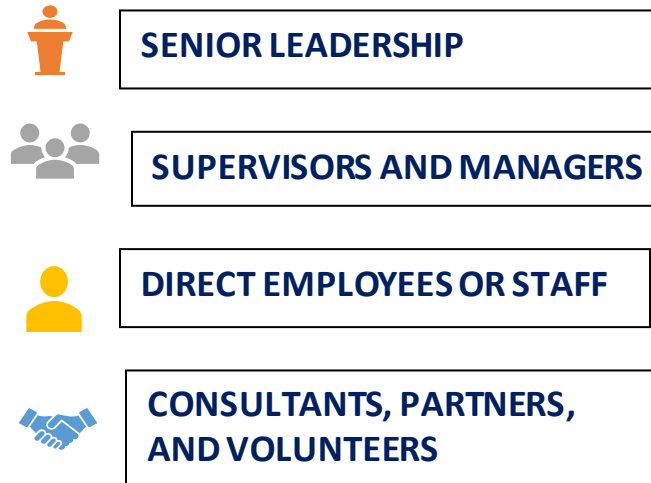 SENIOR LEADERSHIP
SUPERVISORS AND MANAGERS
DIRECT EMPLOYEES OR STAFF
CONSULTANTS, PARTNERS,
AND VOLUNTEERS